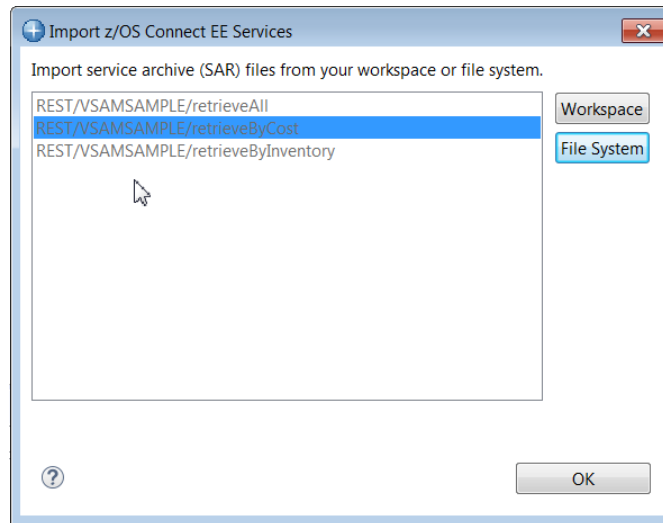 Import z/OS Connect EE Services
Import service archive (SAR) files from your workspace or file system.
REST/VSAMSAMPLE/retrieveAll
REST/VSAMSAMPLE/retrieveByCost
REST/VSAMSAMPLE/retrieveByInventory
Workspace
File System
?
OK